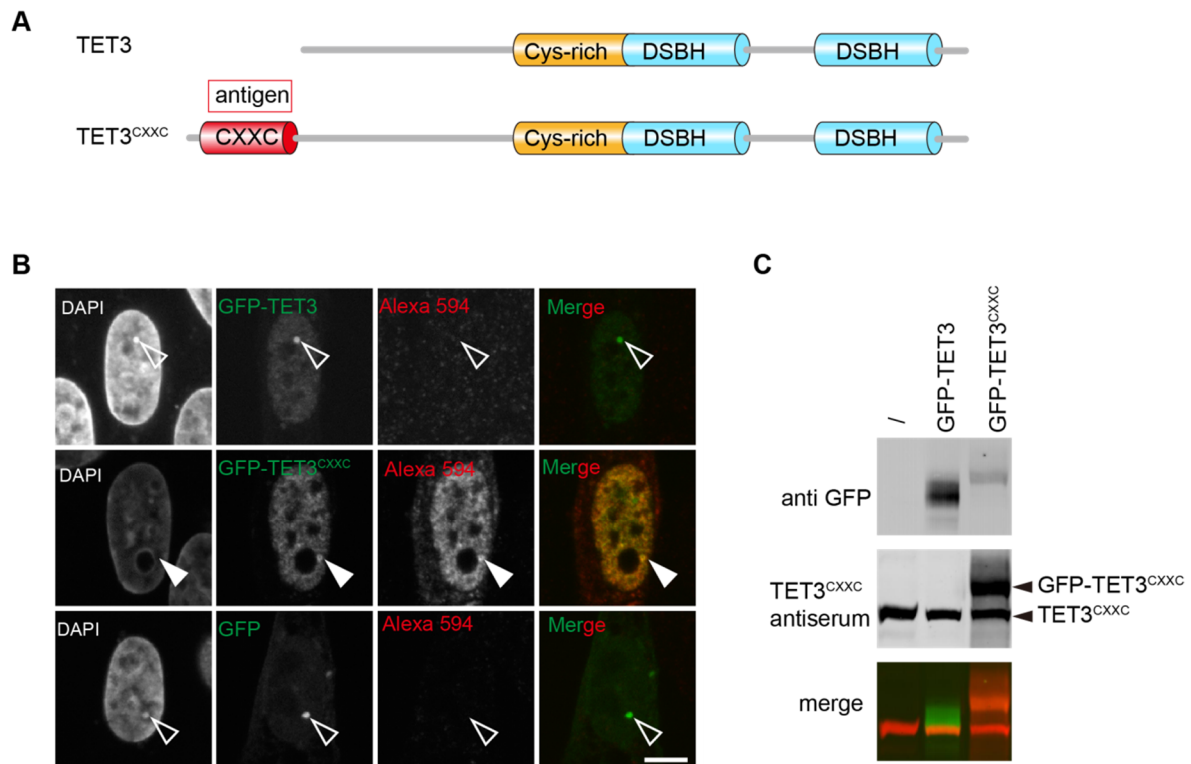 A
TET3
Cys-rich DSBH DSBH
antigen
TET3CXXC
CXXC Cys-rich DSBH DSBH
B
DAPI GFP-TET3 Alexa 594 Merge
DAPI GFP-TET3CXXC Alexa 594 Merge
DAPI GFP Alexa 594 Merge
C
/
GFP-TET3
GFP-TET3CXXC
anti GFP
TET3CXXC
antiserum
GFP-TET3CXXC
TET3CXXC
merge